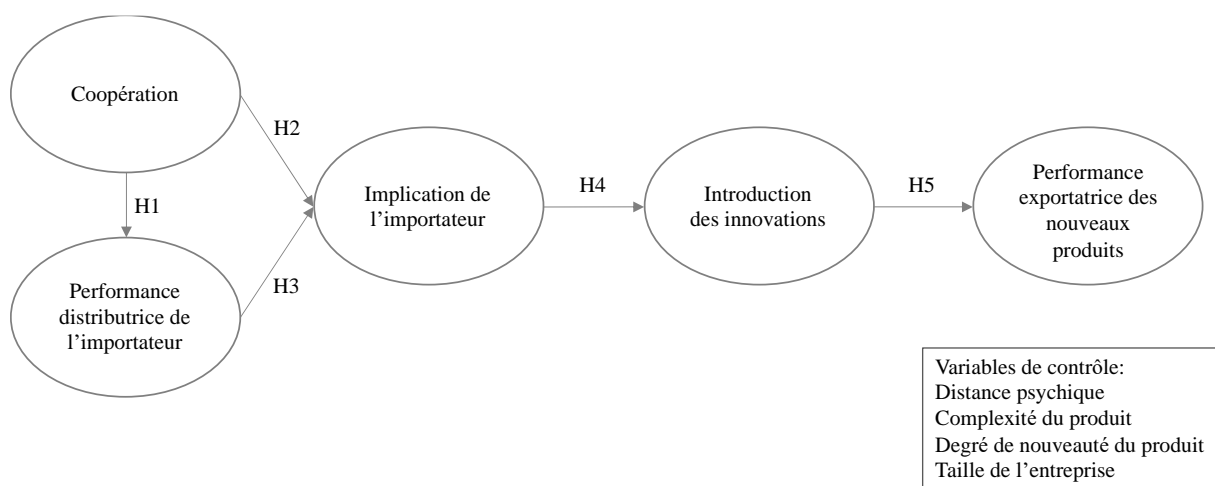 Coopération
H1
H2
Performance
distributrice de
l’importateur
H3
Implication de
l’importateur
H4
Introduction
des innovations
H5
Performance
exportatrice des
nouveaux
produits
Variables de contrôle:
Distance psychique
Complexité du produit
Degré de nouveauté du produit
Taille de l’entreprise